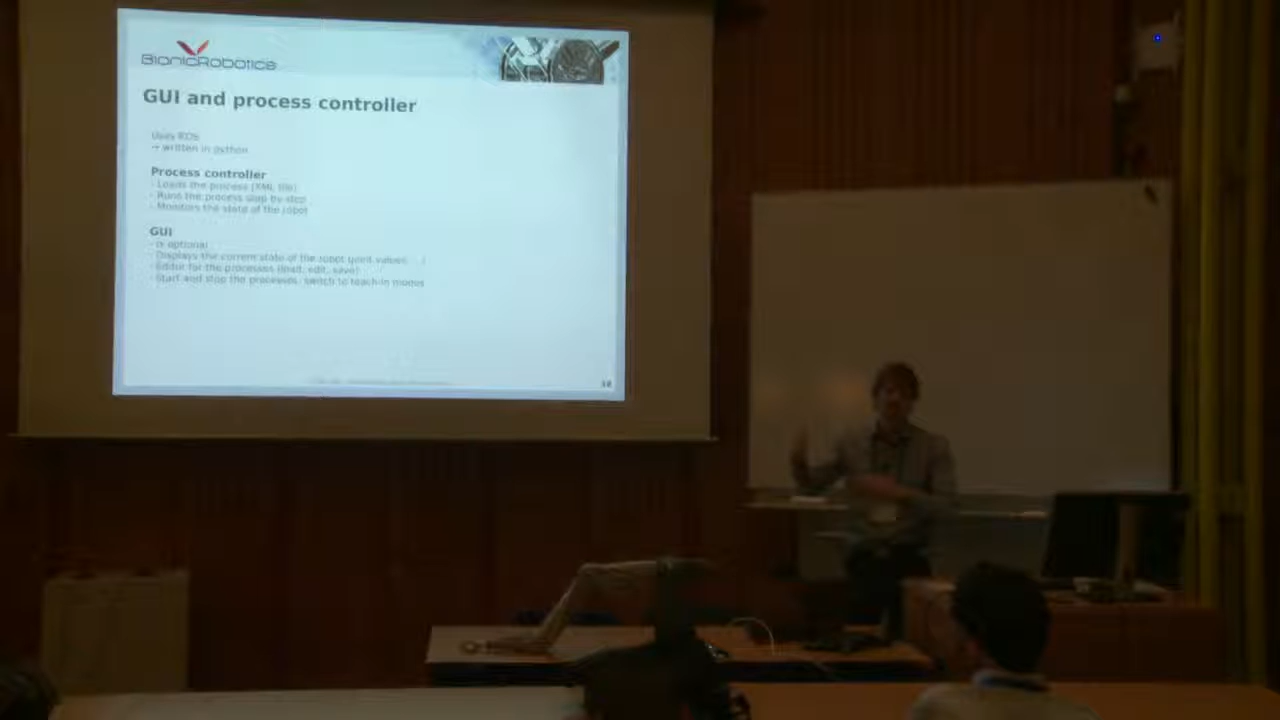 BionicRobotics
GUI and process controller
Uses ROS
→ written in python
Process controller
- Loads the process (XML file)
- Runs the process step by step
- Monitors the state of the robot
GUI
- is optional
- Displays the current state of the robot (joint values, ...)
- Editor for the processes (load, edit, save)
- Start and stop the processes, switch to teach-in modus
18